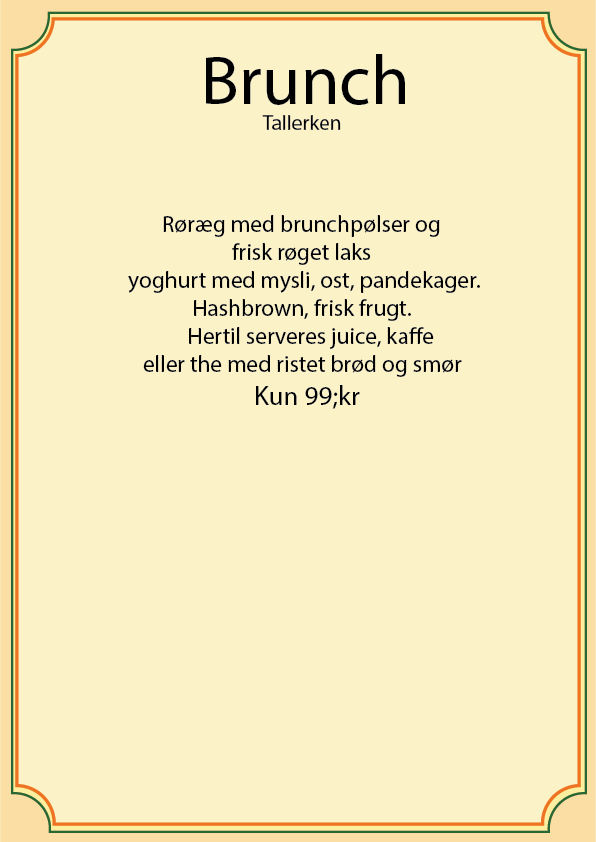 Brunch
Tallerken
Røræg med brunchpølser og
frisk røget laks
yoghurt med mysli, ost, pandekager.
Hashbrown, frisk frugt.
Hertil serveres juice, kaffe
eller the med ristet brød og smør
Kun 99;kr